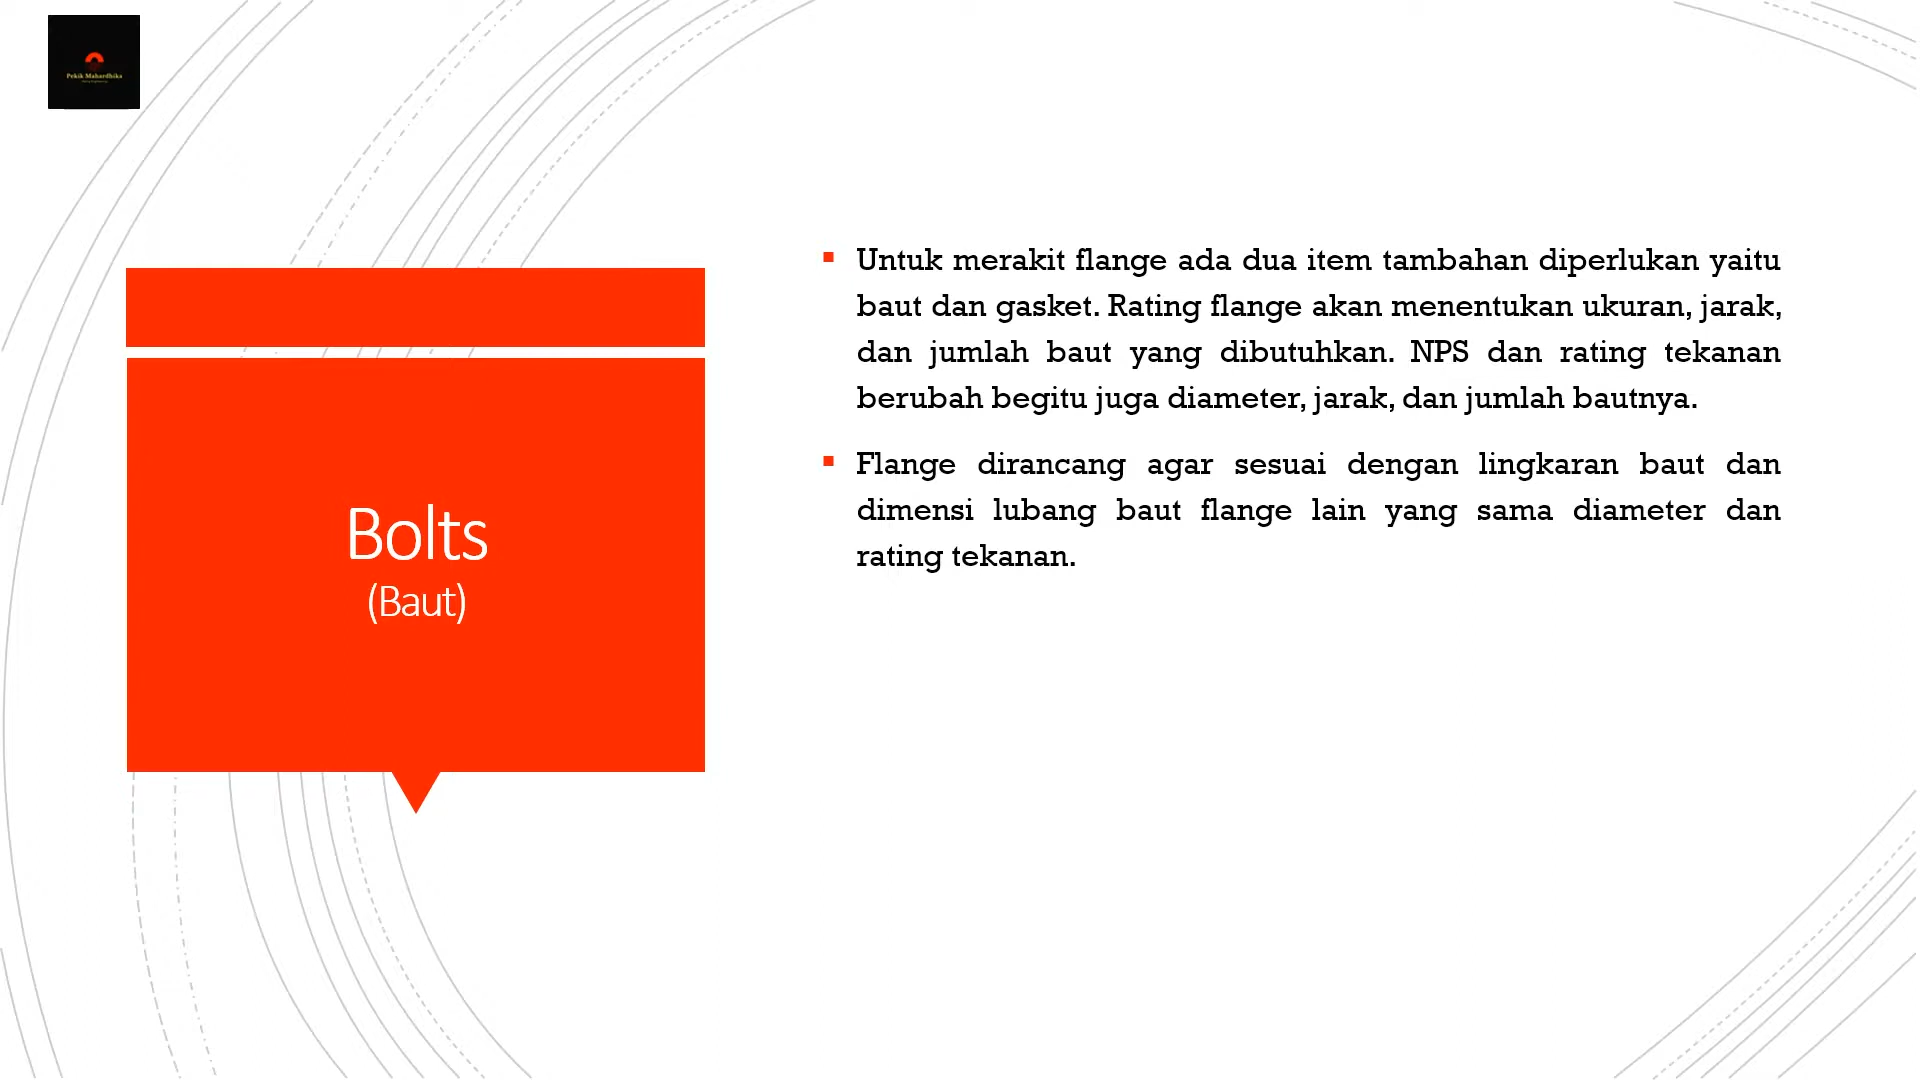 Pekik Mahardhika
Bolts
(Baut)
Untuk merakit flange ada dua item tambahan diperlukan yaitu
baut dan gasket. Rating flange akan menentukan ukuran, jarak,
dan jumlah baut yang dibutuhkan. NPS dan rating tekanan
berubah begitu juga diameter, jarak, dan jumlah bautnya.
Flange dirancang agar sesuai dengan lingkaran baut dan
dimensi lubang baut flange lain yang sama diameter dan
rating tekanan.